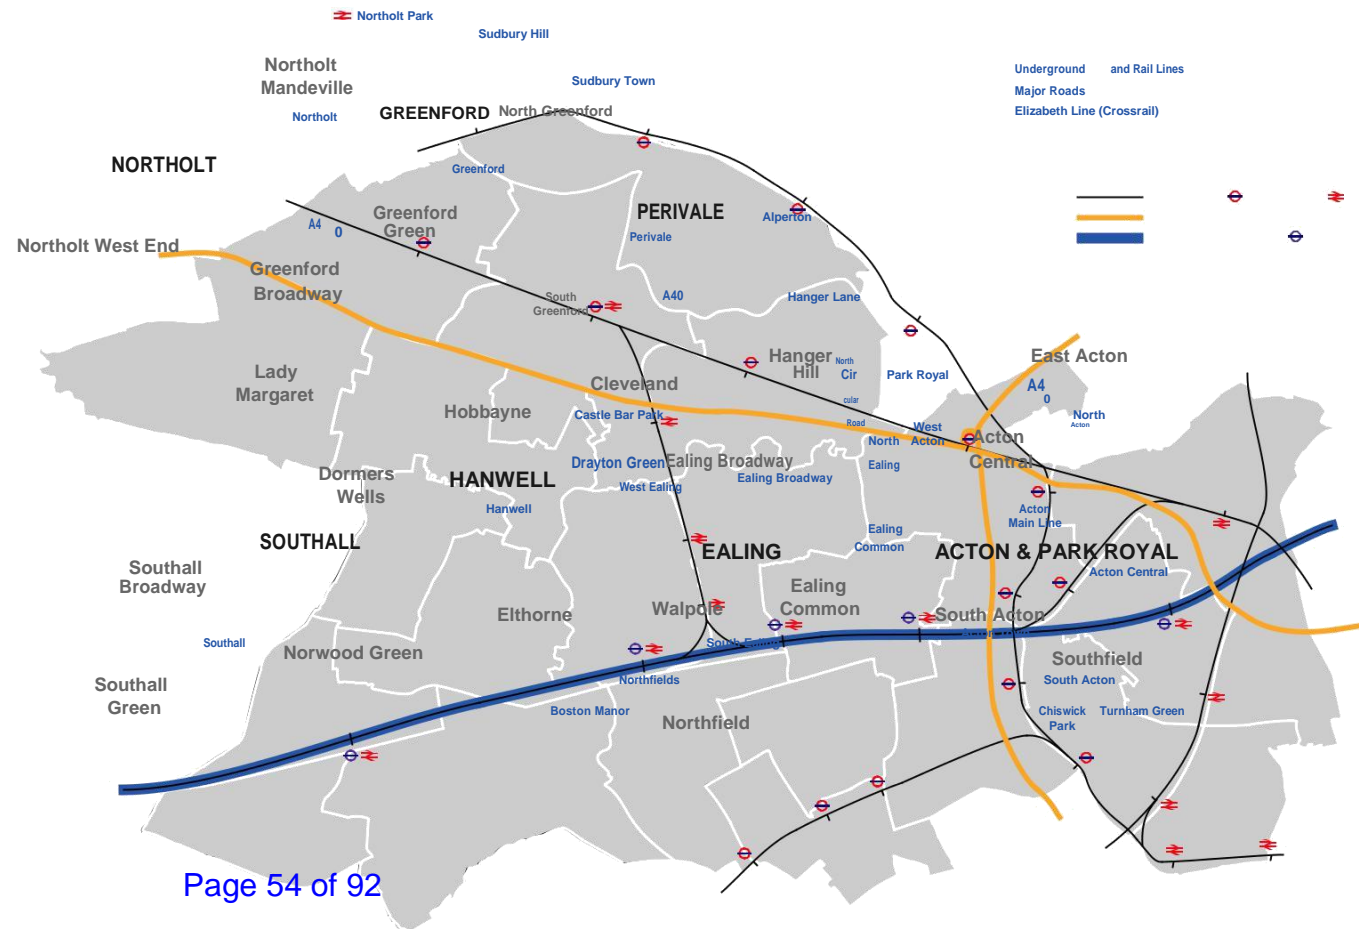 Northolt Park
Sudbury Hill
Northolt
Mandeville
Sudbury Town
Underground and Rail Lines
Major Roads
Elizabeth Line (Crossrail)
Northolt
GREENFORD
North Greenford
NORTHOLT
Greenford
Greenford
Green
PERIVALE
Alperton
A4
0
Perivale
Northolt West End
Greenford
Broadway
South
Greenford
A40
Hanger Lane
Hanger
Hill
North
Cir
cular
Road
Park Royal
East Acton
A4
0
Lady
Margaret
Cleveland
Hobbayne
Castle Bar Park
North
Acton
West
Acton
North
Ealing
Acton
Central
Dormers
Wells
HANWELL
Drayton Green
Ealing Broadway
West Ealing
Ealing Broadway
Hanwell
Acton
Main Line
SOUTHALL
Ealing
Common
EALING
ACTON & PARK ROYAL
Acton Central
Southall
Broadway
Elthorne
Walpole
Ealing
Common
South Acton
Acton Town
Southall
Norwood Green
South Ealing
Southfield
South Acton
Southall
Green
Northfields
Boston Manor
Northfield
Chiswick
Park
Turnham Green
Page 54 of 92